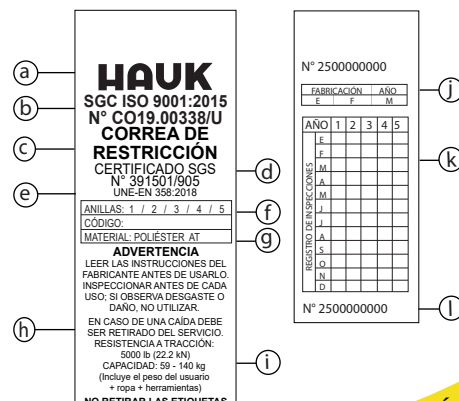 a
HAUK
b
SGC ISO 9001:2015
N° CO19.00338/U
c
CORREA DE
RESTRICCIÓN
d
CERTIFICADO SGS
N° 391501/905
e
UNE-EN 358:2018
f
ANILLAS: 1 / 2 / 3 / 4 / 5
CÓDIGO:
g
MATERIAL: POLIÉSTER AT
ADVERTENCIA
LEER LAS INSTRUCCIONES DEL
FABRICANTE ANTES DE USARLO.
INSPECCIONAR ANTES DE CADA
USO; SI OBSERVA DESGASTE O
DAÑO, NO UTILIZAR.
h
EN CASO DE UNA CAÍDA DEBE
SER RETIRADO DEL SERVICIO.
RESISTENCIA A TRACCIÓN:
5000 lb (22.2 kN)
i
CAPACIDAD: 59 - 140 kg
(Incluye el peso del usuario
+ ropa + herramientas)
NO RETIRAR LAS ETIQUETAS
N° 2500000000
j
FABRICACIÓN AÑO
E F M
k
AÑO 1 2 3 4 5
REGISTRO DE INSPECCIONES
E
F
M
A
M
J
J
A
S
O
N
D
N° 2500000000
l